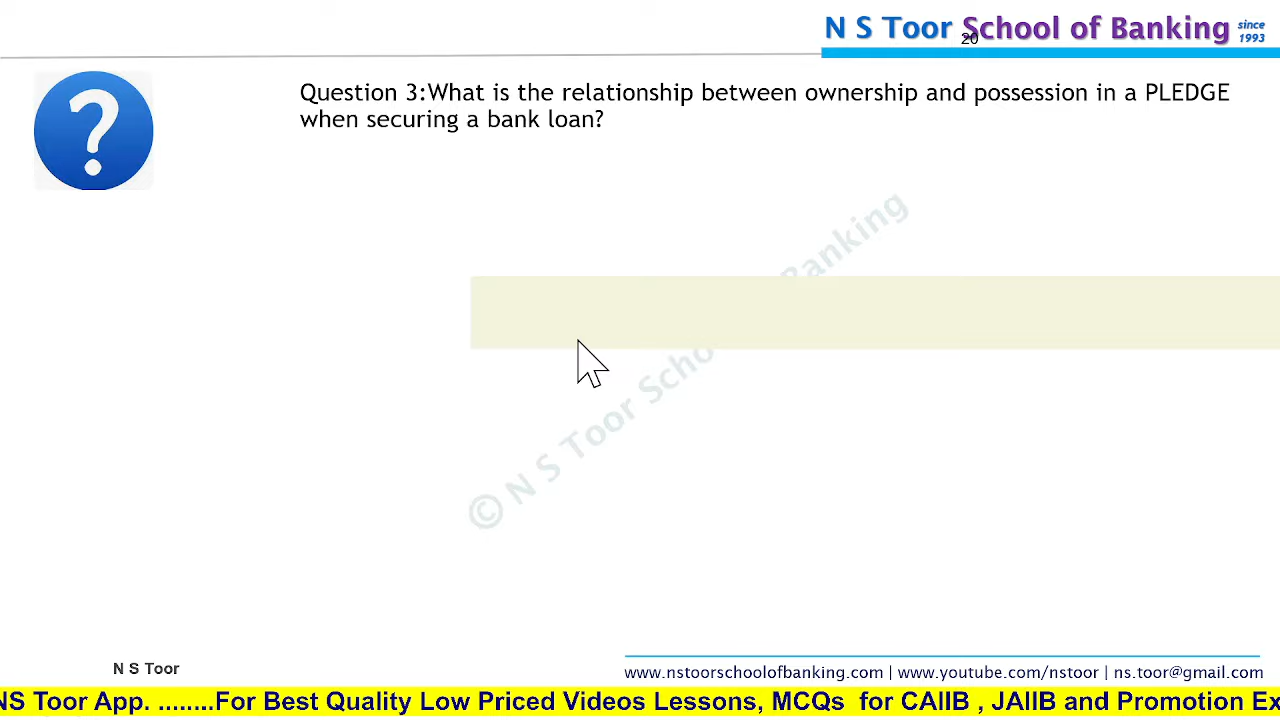 N S Toor School of Banking since 1993
20
?
Question 3:What is the relationship between ownership and possession in a PLEDGE
when securing a bank loan?
© N S Toor School of Banking
N S Toor
www.nstoorschoolofbanking.com | www.youtube.com/nstoor | ns.toor@gmail.com
NS Toor App. ........For Best Quality Low Priced Videos Lessons, MCQs for CAIIB , JAIIB and Promotion Ex